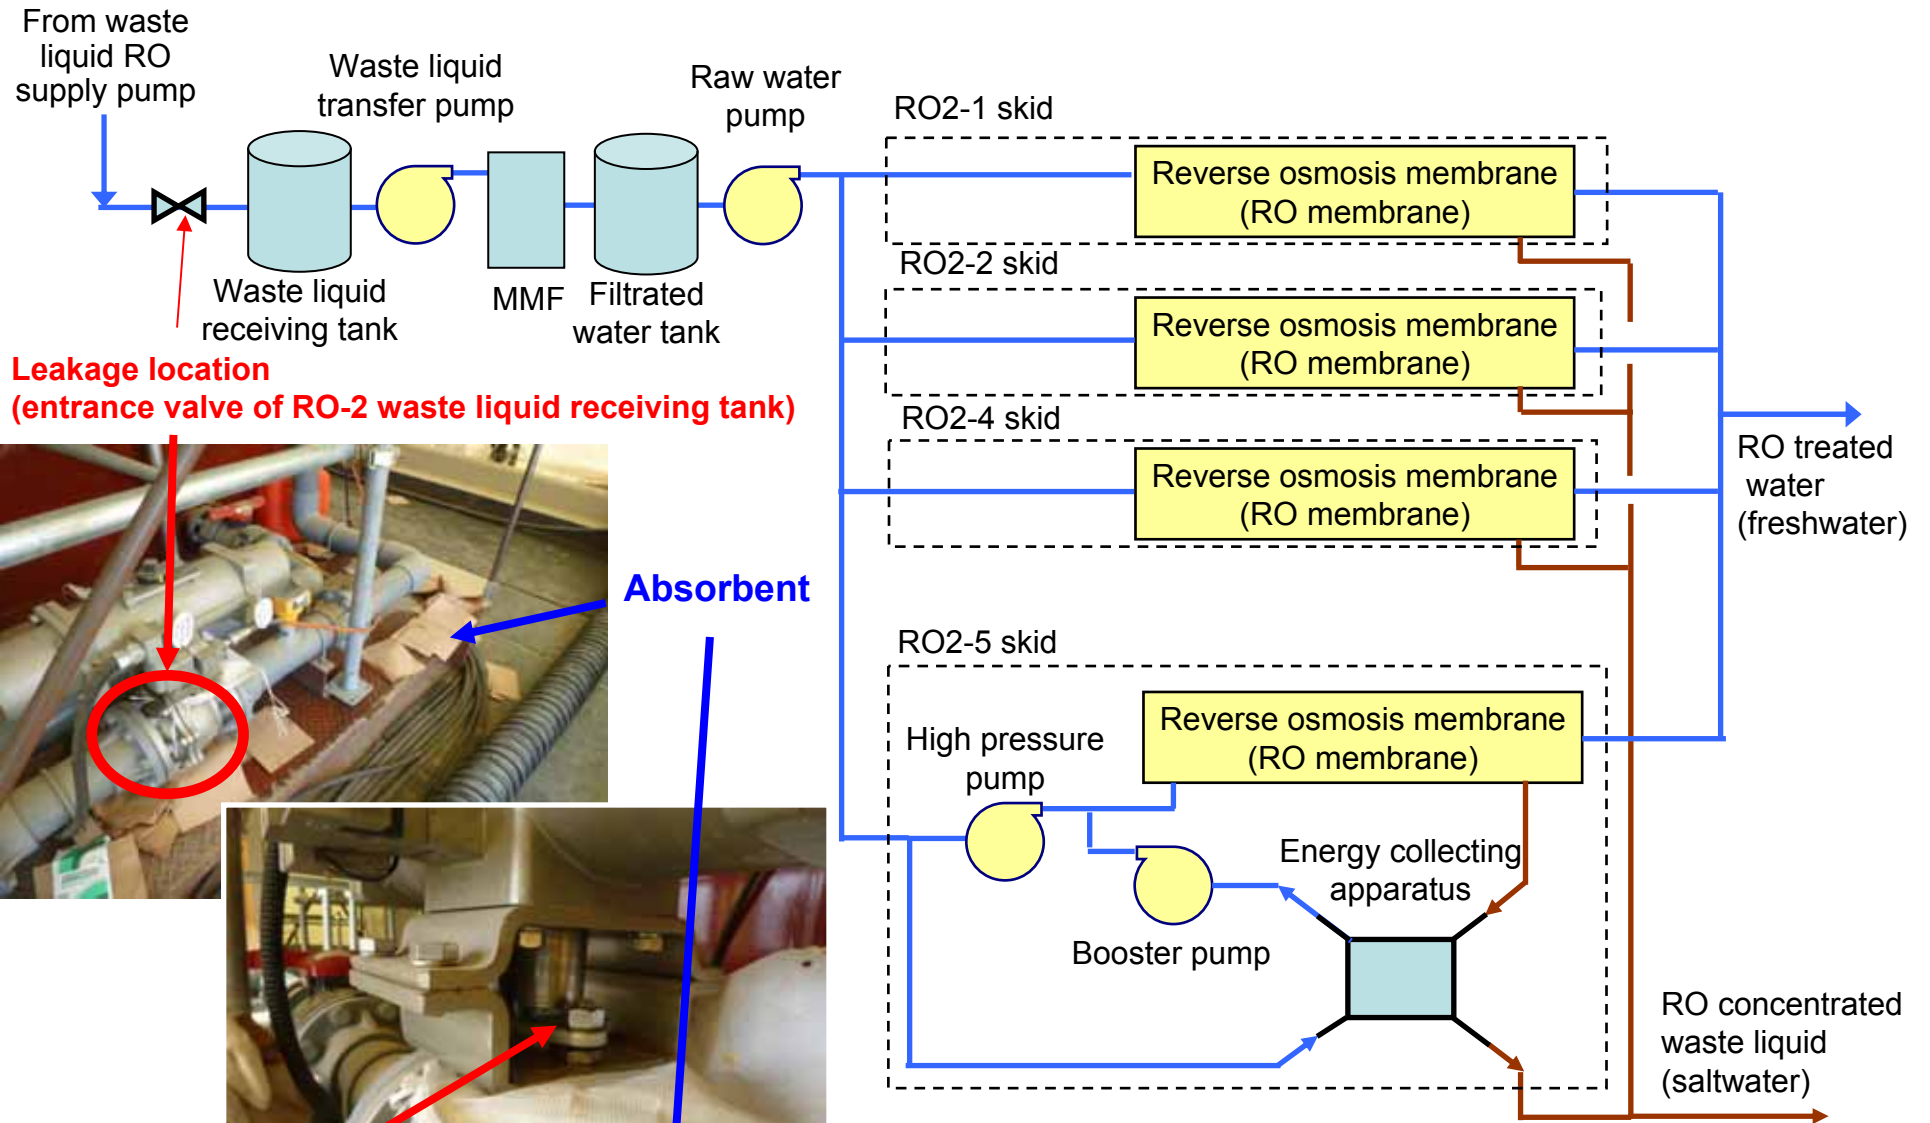 From waste
liquid RO
supply pump
Waste liquid
transfer pump
Raw water
pump
Waste liquid
receiving tank
MMF
Filtrated
water tank
Leakage location
(entrance valve of RO-2 waste liquid receiving tank)
Absorbent
RO2-1 skid
Reverse osmosis membrane
(RO membrane)
RO2-2 skid
Reverse osmosis membrane
(RO membrane)
RO2-4 skid
Reverse osmosis membrane
(RO membrane)
RO2-5 skid
Reverse osmosis membrane
(RO membrane)
High pressure
pump
Energy collecting
apparatus
Booster pump
RO treated
water
(freshwater)
RO concentrated
waste liquid
(saltwater)